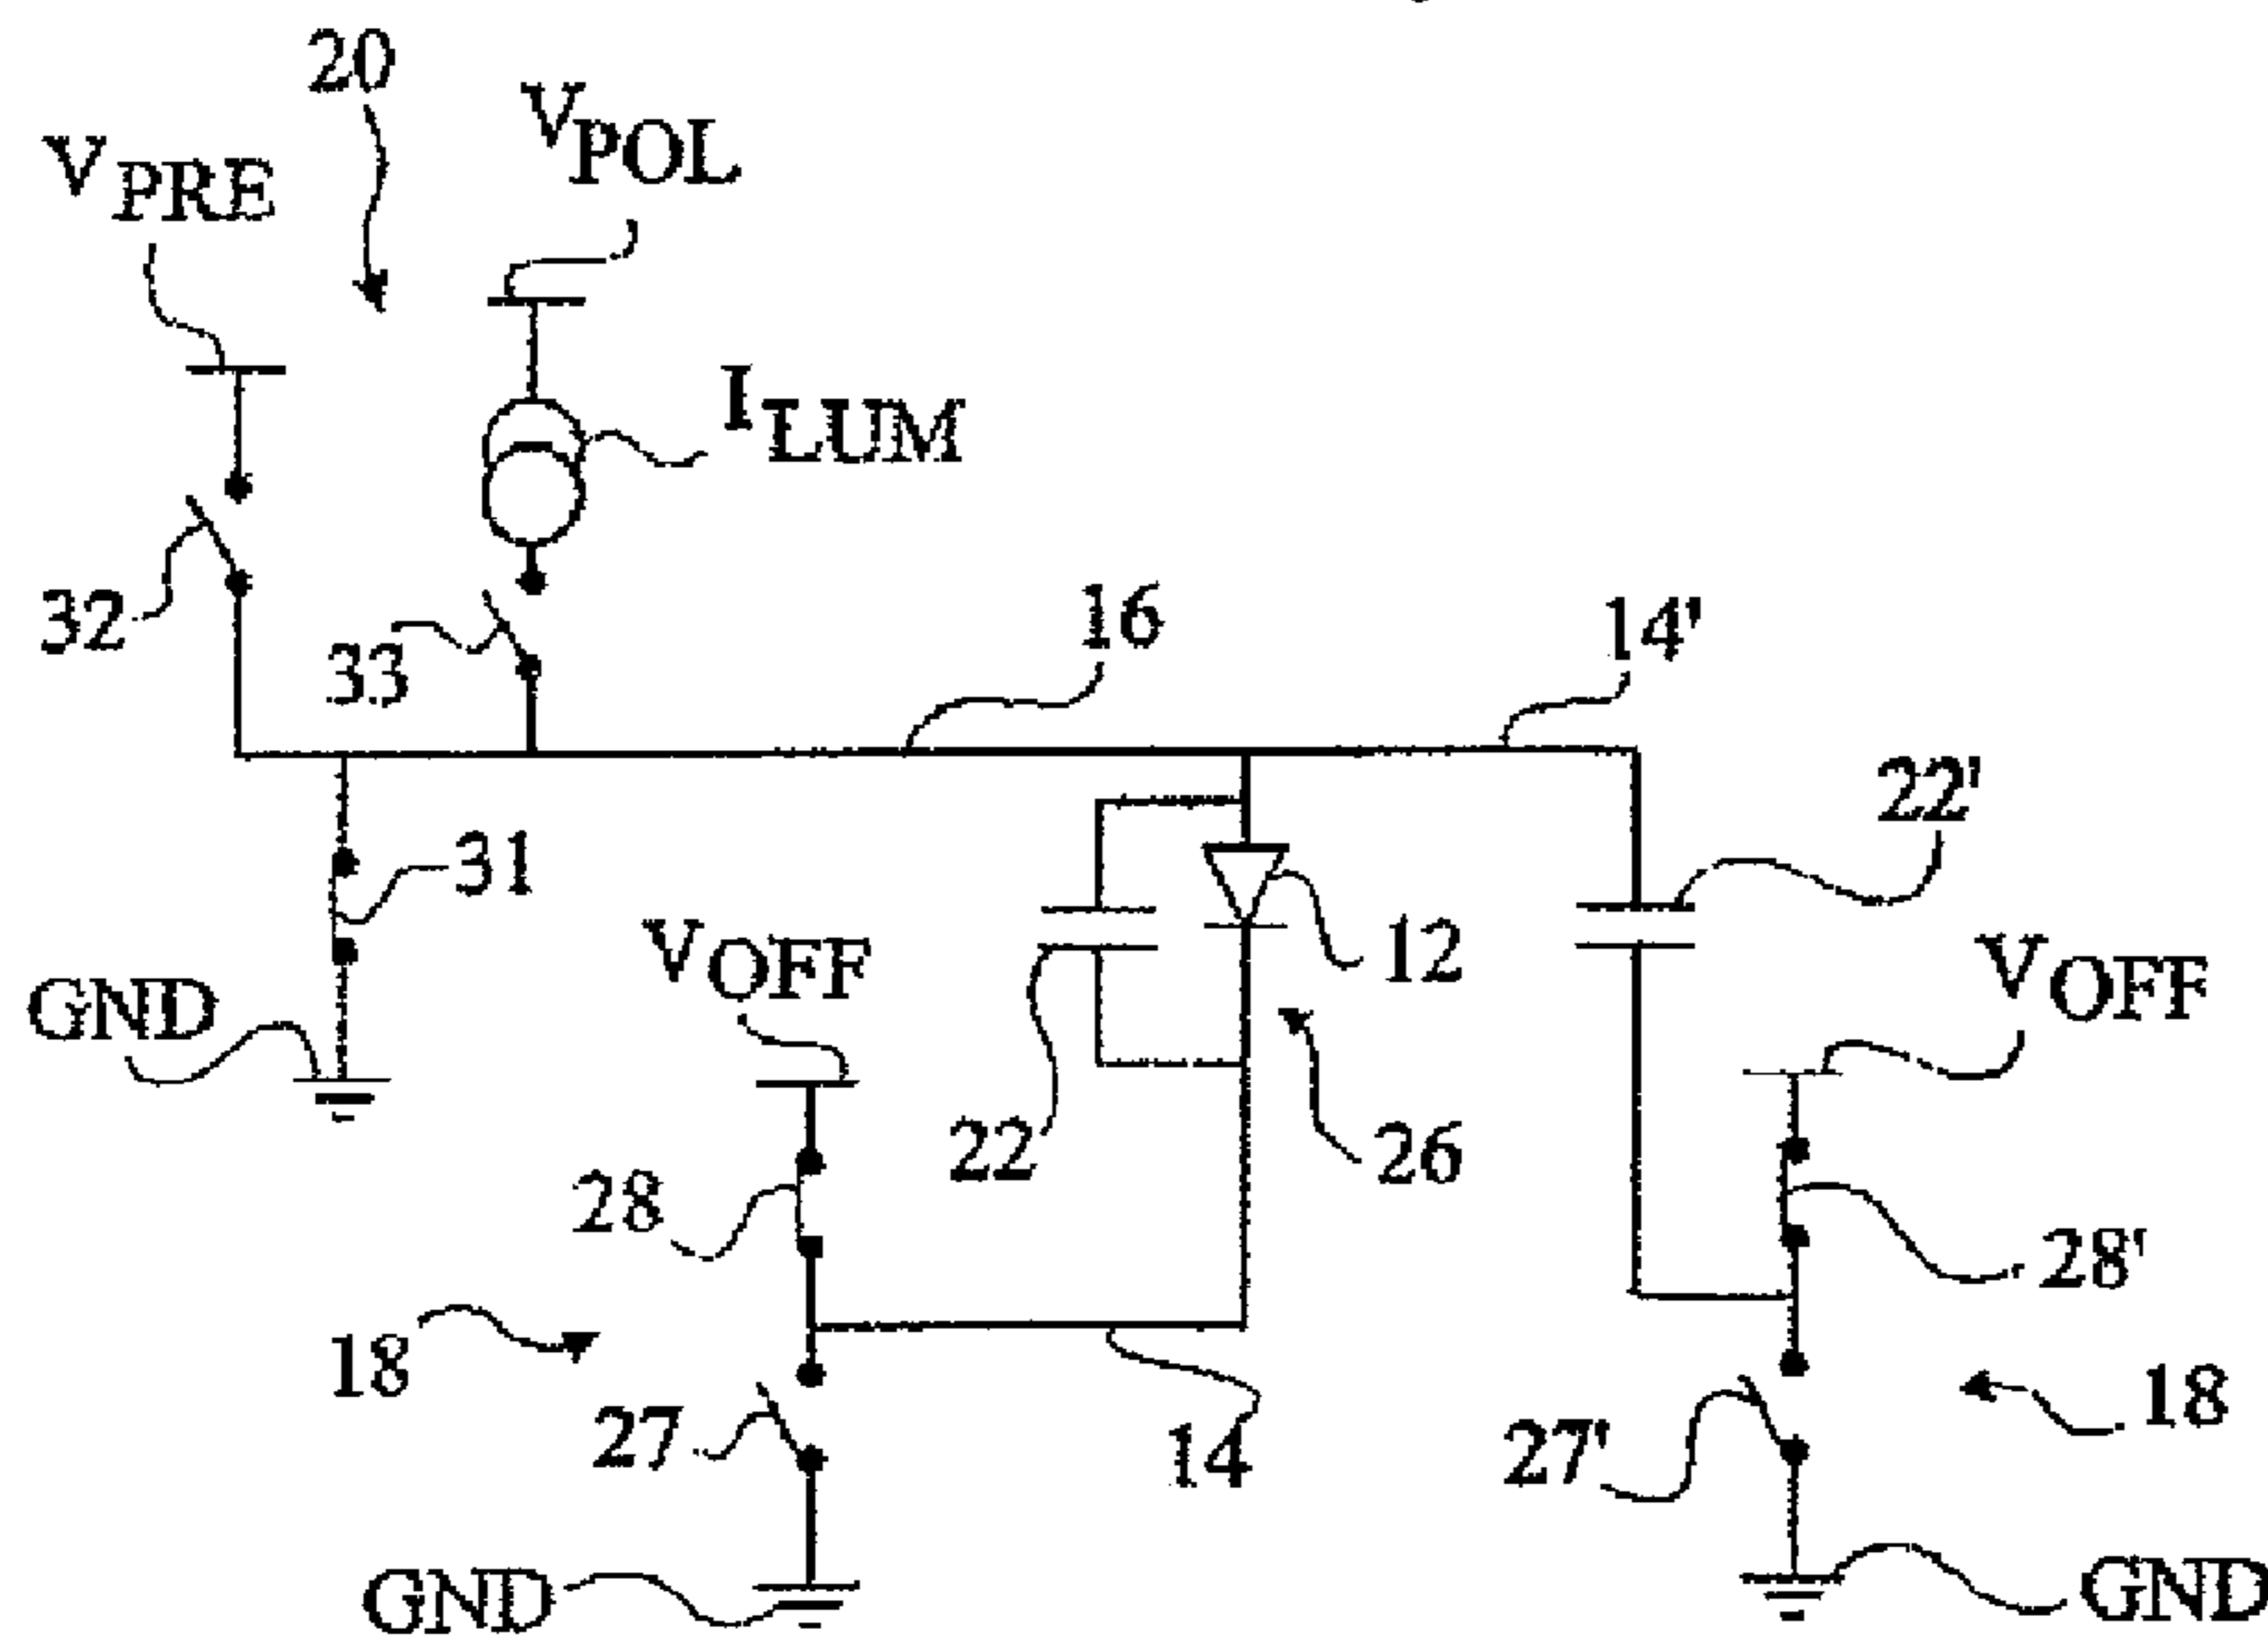 20
VPOL
VPRE
ILUM
32
33
16
14'
22'
31
VOFF
12
VOFF
GND
22
26
28
28'
18
18
27
14
27'
GND
GND